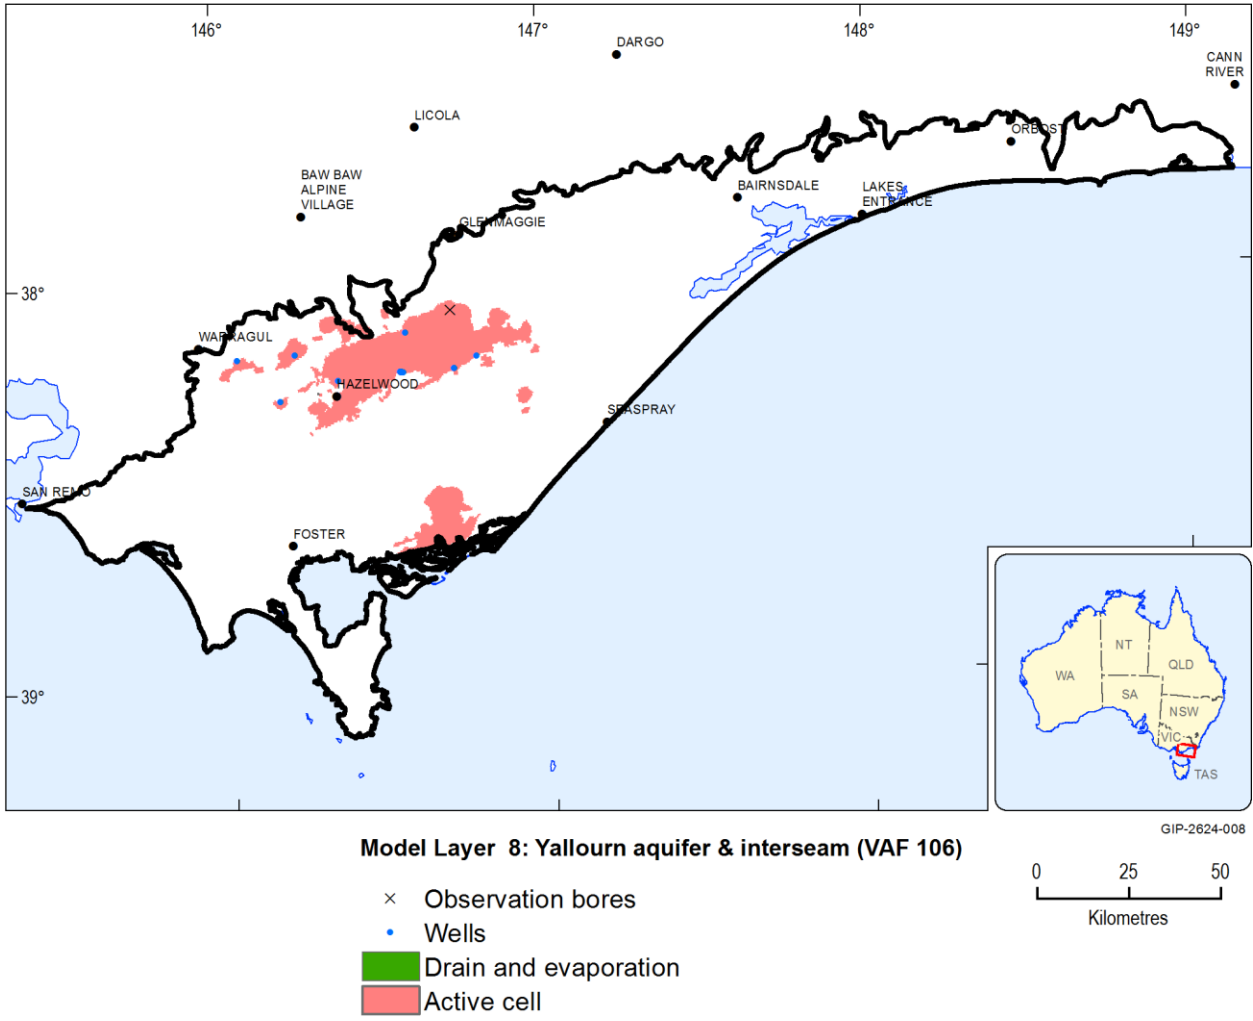 146°
147°
148°
149°
DARGO
CANN
RIVER
LICOLA
ORBOST
BAW BAW
ALPINE
VILLAGE
BAIRNSDALE
LAKES
ENTRANCE
GLENMAGGIE
38°
WARRAGUL
HAZELWOOD
SEASPRAY
SAN REMO
FOSTER
39°
NT
QLD
WA
SA
NSW
VIC
TAS
GIP-2624-008
Model Layer 8: Yallourn aquifer & interseam (VAF 106)
Observation bores
Wells
Drain and evaporation
Active cell
0 25 50
Kilometres